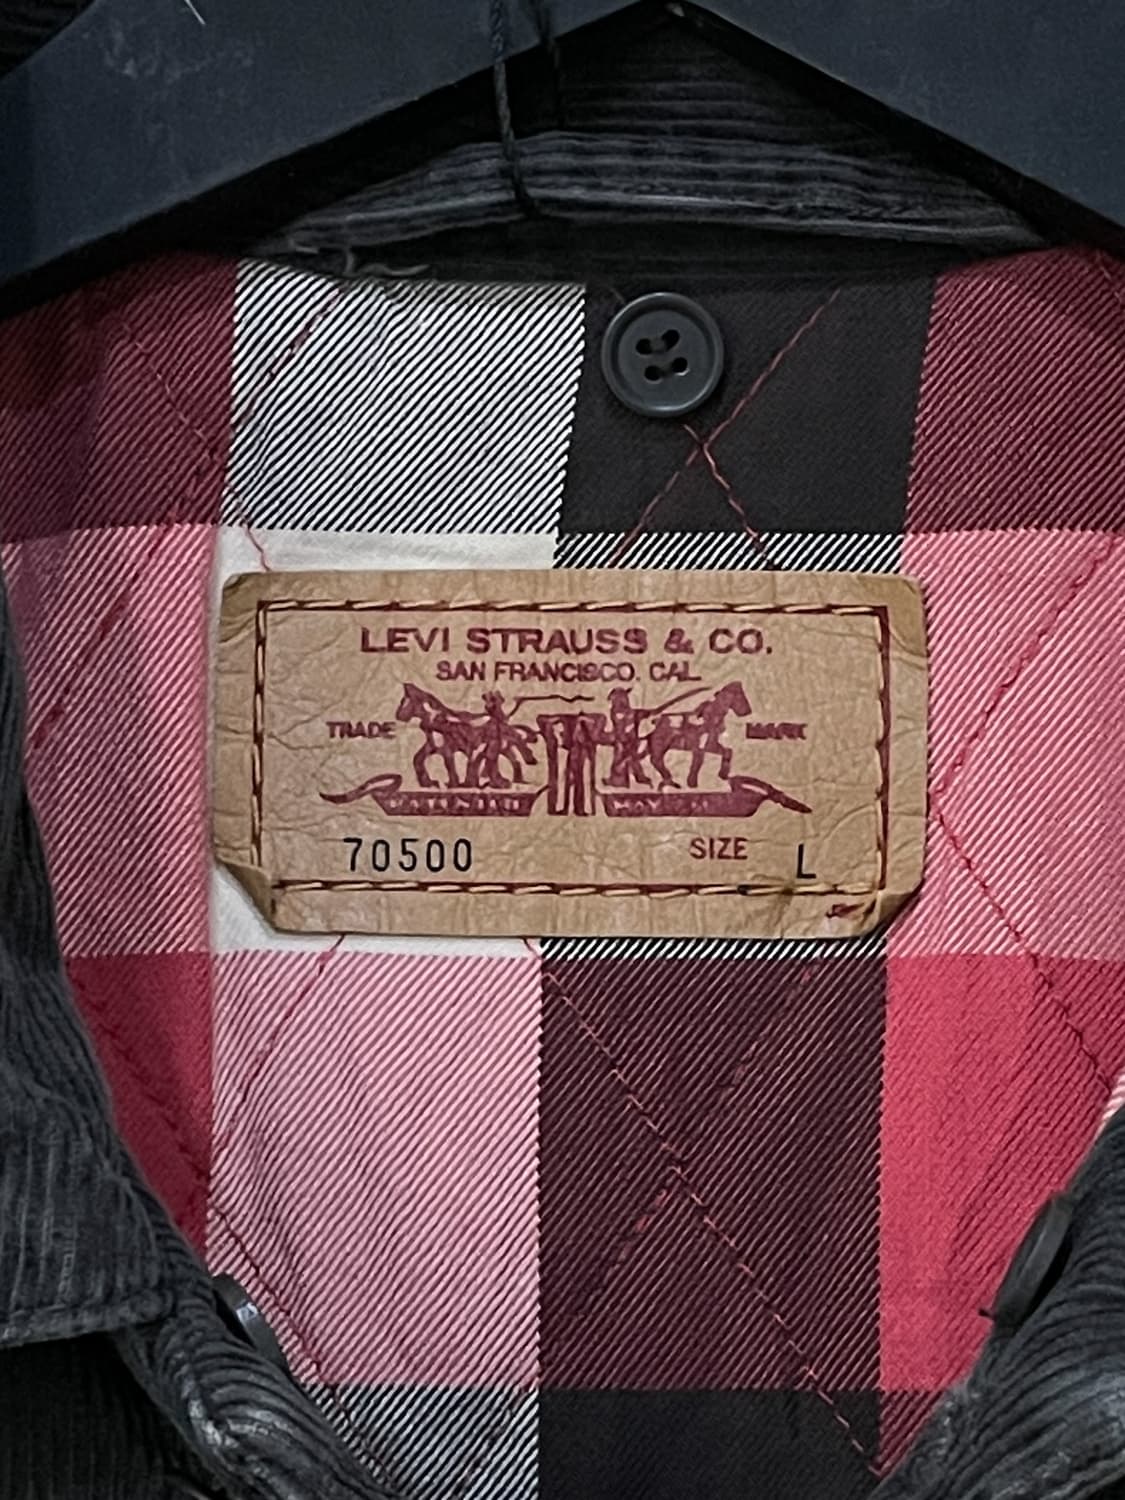 LEVI STRAUSS & CO.
SAN FRANCISCO, CAL.
TRADE MARK
70500 SIZE L